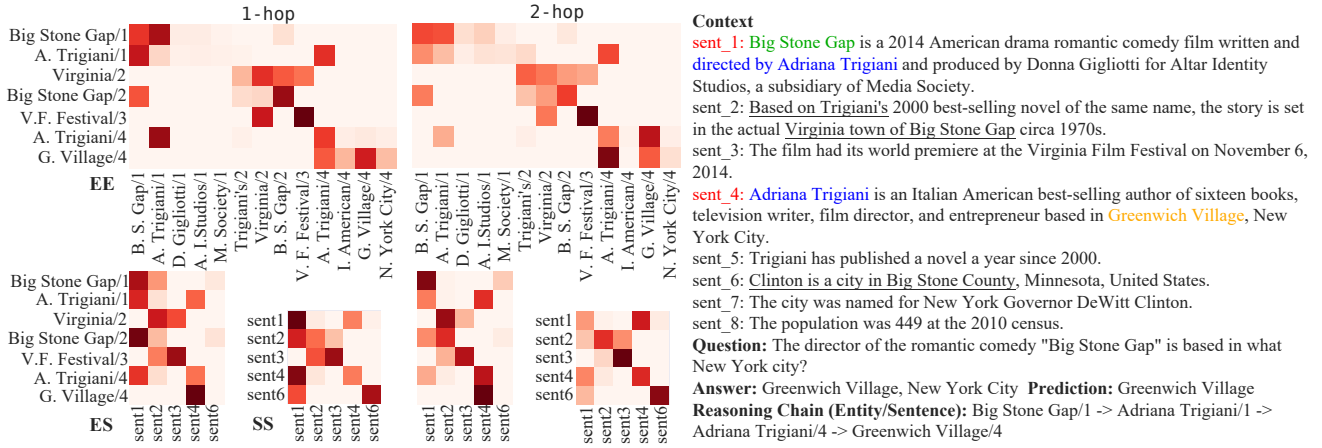 1-hop
2-hop
Big Stone Gap/1
A. Trigiani/1
Virginia/2
Big Stone Gap/2
V.F. Festival/3
A. Trigiani/4
G. Village/4
EE
B. S. Gap/1
A. Trigiani/1
D. Gigliotti/1
A. I.Studios/1
M. Society/1
Trigiani's/2
Virginia/2
B. S. Gap/2
V. F. Festival/3
A. Trigiani/4
I. American/4
G. Village/4
N. York City/4
B. S. Gap/1
A. Trigiani/1
D. Gigliotti/1
A. I.Studios/1
M. Society/1
Trigiani's/2
Virginia/2
B. S. Gap/2
V. F. Festival/3
A. Trigiani/4
I. American/4
G. Village/4
N. York City/4
Big Stone Gap/1
A. Trigiani/1
Virginia/2
Big Stone Gap/2
V.F. Festival/3
A. Trigiani/4
G. Village/4
ES
sent1
sent2
sent3
sent4
sent6
sent1
sent2
sent3
sent4
sent6
SS
sent1
sent2
sent3
sent4
sent6
sent1
sent2
sent3
sent4
sent6
sent1
sent2
sent3
sent4
sent6
sent1
sent2
sent3
sent4
sent6
Context
sent_1: Big Stone Gap is a 2014 American drama romantic comedy film written and
directed by Adriana Trigiani and produced by Donna Gigliotti for Altar Identity
Studios, a subsidiary of Media Society.
sent_2: Based on Trigiani's 2000 best-selling novel of the same name, the story is set
in the actual Virginia town of Big Stone Gap circa 1970s.
sent_3: The film had its world premiere at the Virginia Film Festival on November 6,
2014.
sent_4: Adriana Trigiani is an Italian American best-selling author of sixteen books,
television writer, film director, and entrepreneur based in Greenwich Village, New
York City.
sent_5: Trigiani has published a novel a year since 2000.
sent_6: Clinton is a city in Big Stone County, Minnesota, United States.
sent_7: The city was named for New York Governor DeWitt Clinton.
sent_8: The population was 449 at the 2010 census.
Question: The director of the romantic comedy "Big Stone Gap" is based in what
New York city?
Answer: Greenwich Village, New York City Prediction: Greenwich Village
Reasoning Chain (Entity/Sentence): Big Stone Gap/1 -> Adriana Trigiani/1 ->
Adriana Trigiani/4 -> Greenwich Village/4